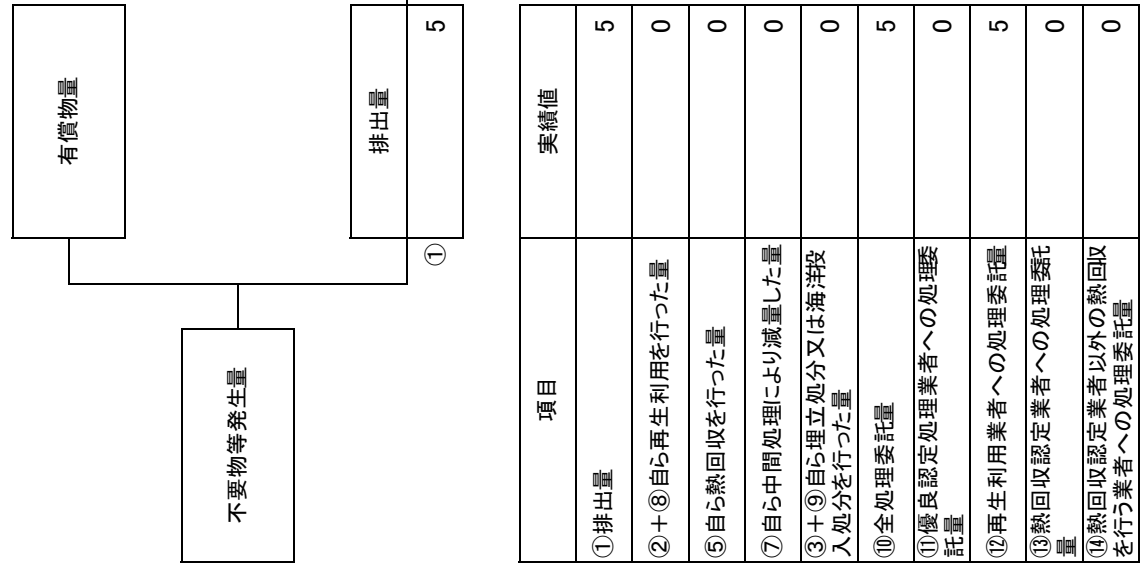 有償物量
不要物等発生量
排出量
①
5
項目
実績値
①排出量
5
②+⑧自ら再生利用を行った量
0
⑤自ら熱回収を行った量
0
⑦自ら中間処理により減量した量
0
③+⑨自ら埋立処分又は海洋投
入処分を行った量
0
⑩全処理委託量
5
⑪優良認定処理業者への処理委
託量
0
⑫再生利用業者への処理委託量
5
⑬熱回収認定業者への処理委託
量
0
⑭熱回収認定業者以外の熱回収
を行う業者への処理委託量
0